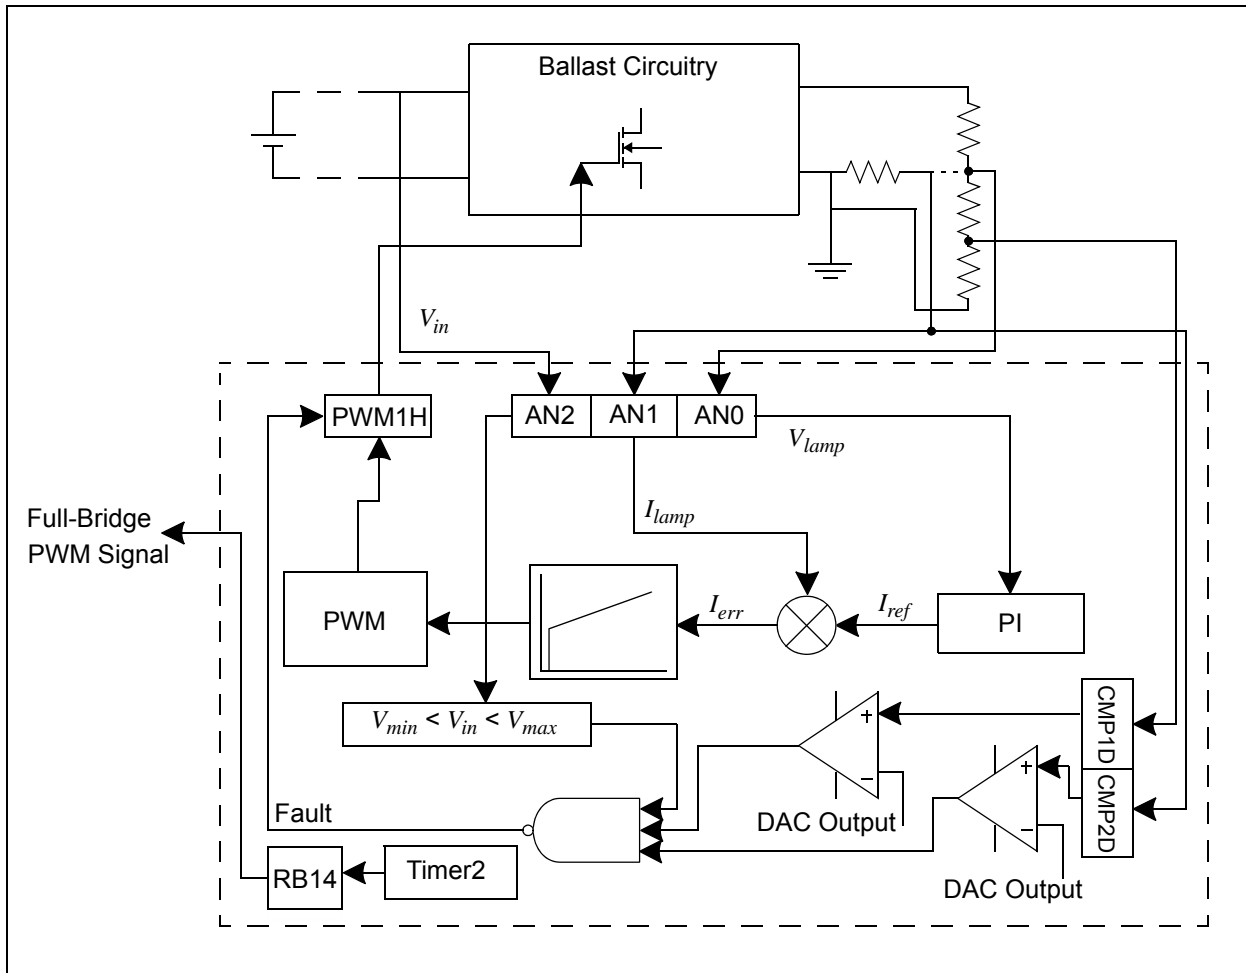 Ballast Circuitry
V_in
PWM1H
AN2 AN1 AN0
V_lamp
I_lamp
Full-Bridge
PWM Signal
PWM
I_err
I_ref
PI
V_min < V_in < V_max
+
−
DAC Output
+
−
DAC Output
CMP1D
CMP2D
Fault
RB14
Timer2